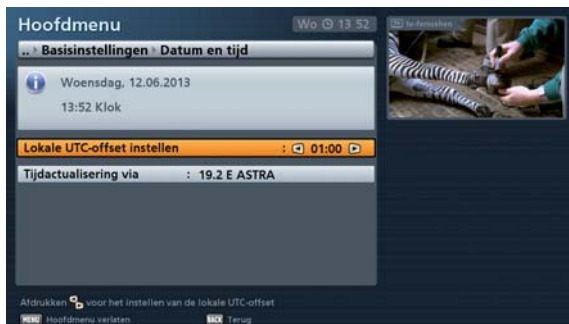 Hoofdmenu
Wo 13 52
.. › Basisinstellingen › Datum en tijd
Woensdag, 12.06.2013
13:52 Klok
Lokale UTC-offset instellen : 01:00
Tijdactualisering via : 19.2 E ASTRA
Afdrukken voor het instellen van de lokale UTC-offset
MENU Hoofdmenu verlaten BACK Terug